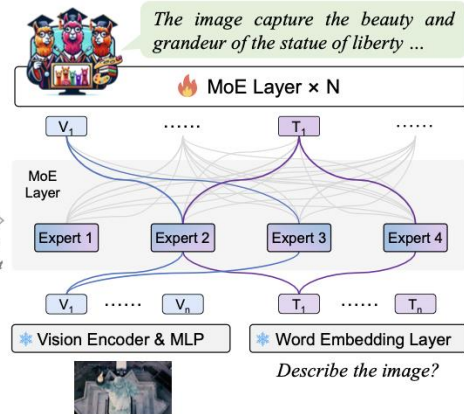 The image capture the beauty and
grandeur of the statue of liberty ...
MoE Layer × N
V1 ...... T1 ......
MoE
Layer
Expert 1 Expert 2 Expert 3 Expert 4
V1 ...... Vn T1 ...... Tn
Vision Encoder & MLP Word Embedding Layer
Describe the image?